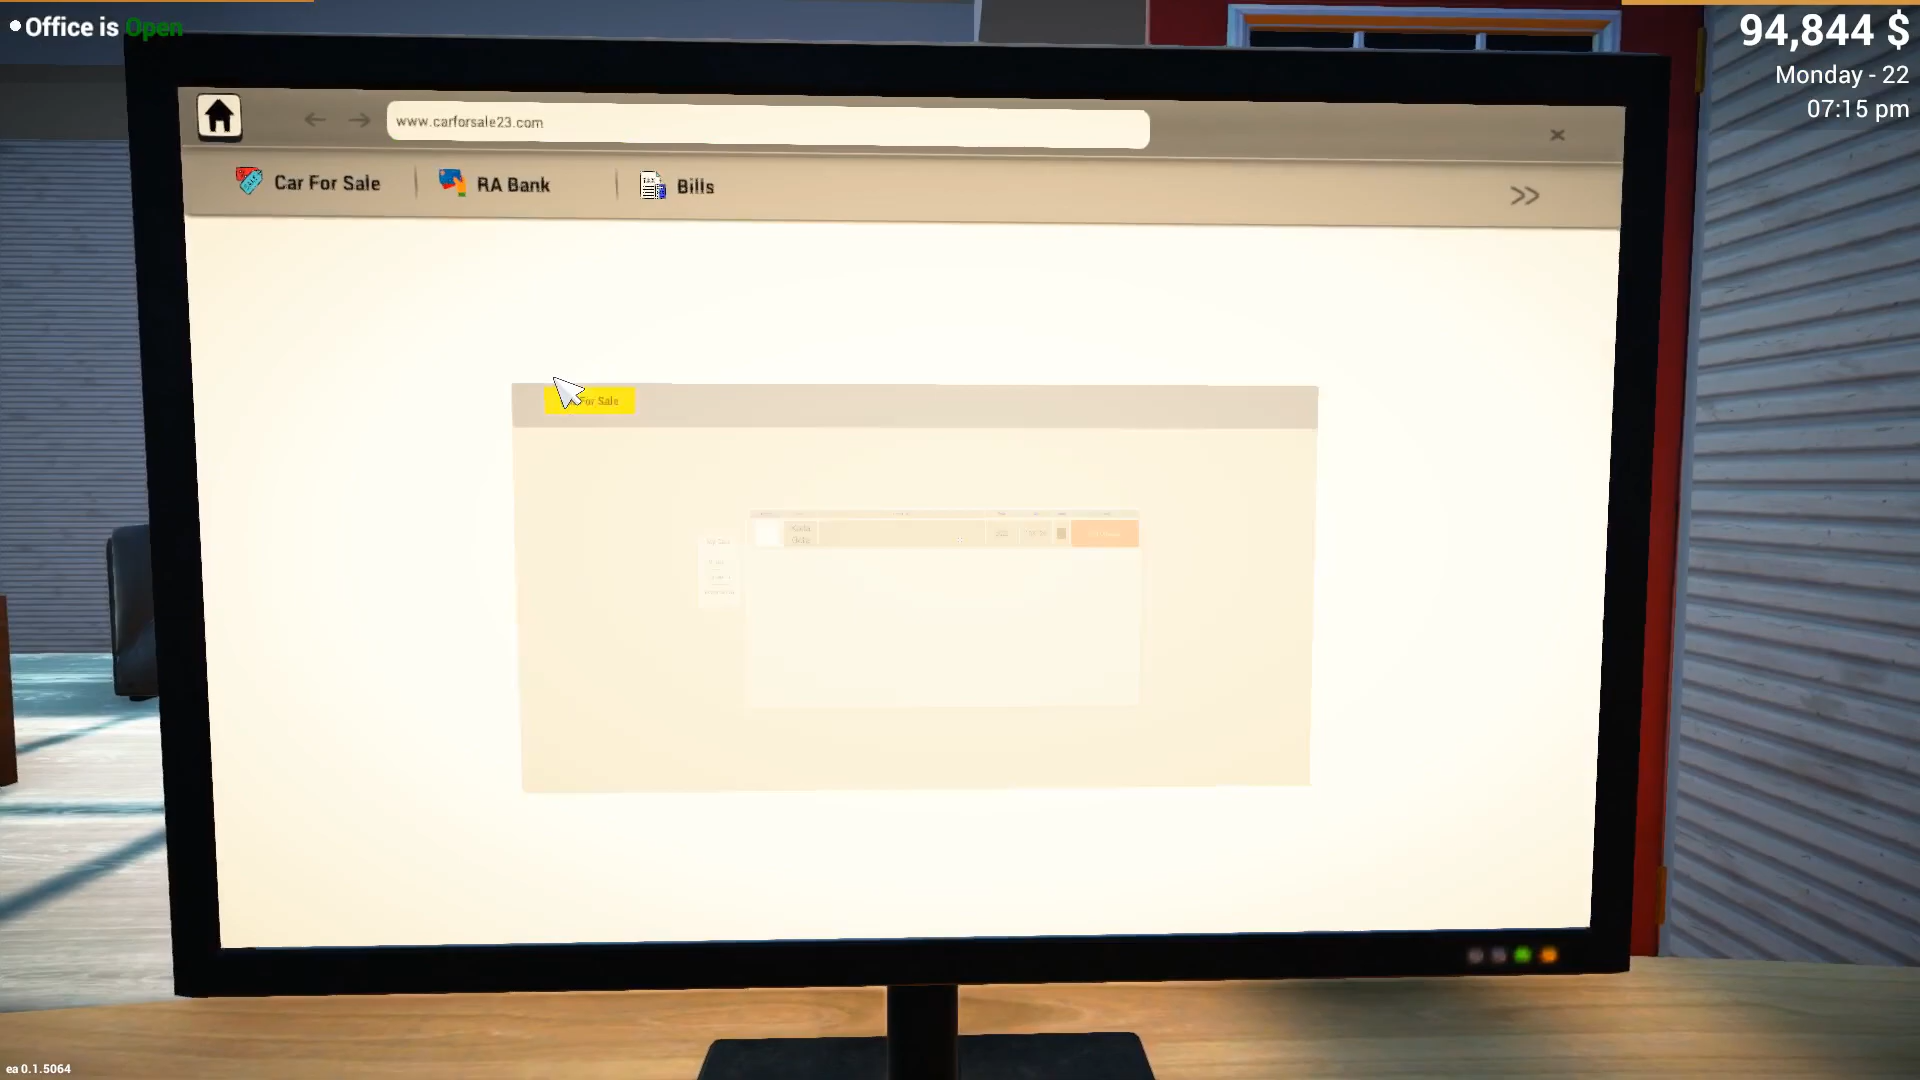 Office is Open
94,844 $
Monday - 22
07:15 pm
www.carforsale23.com
Car For Sale
RA Bank
Bills
For Sale
ea 0.1.5064